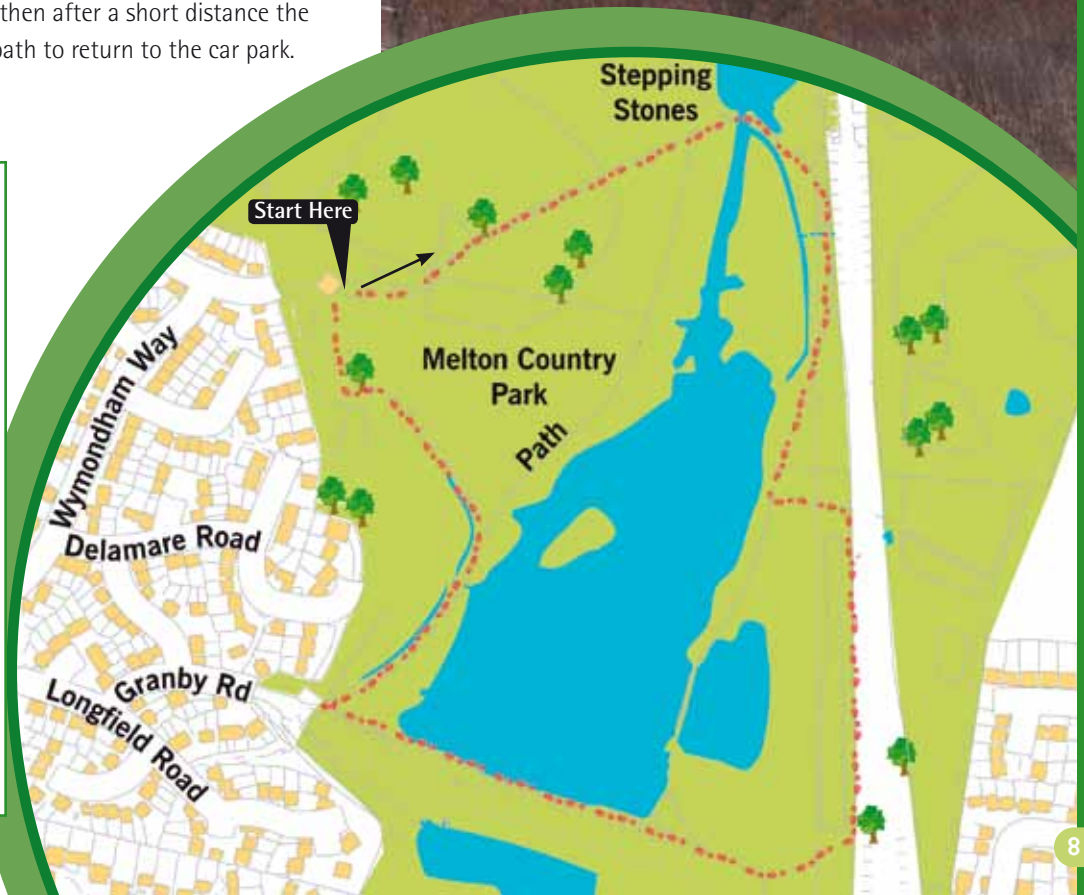 then after a short distance the
path to return to the car park.
Stepping
Stones
Start Here
Melton Country
Park
Path
Wymondham Way
Delamare Road
Granby Rd
Longfield Road
8